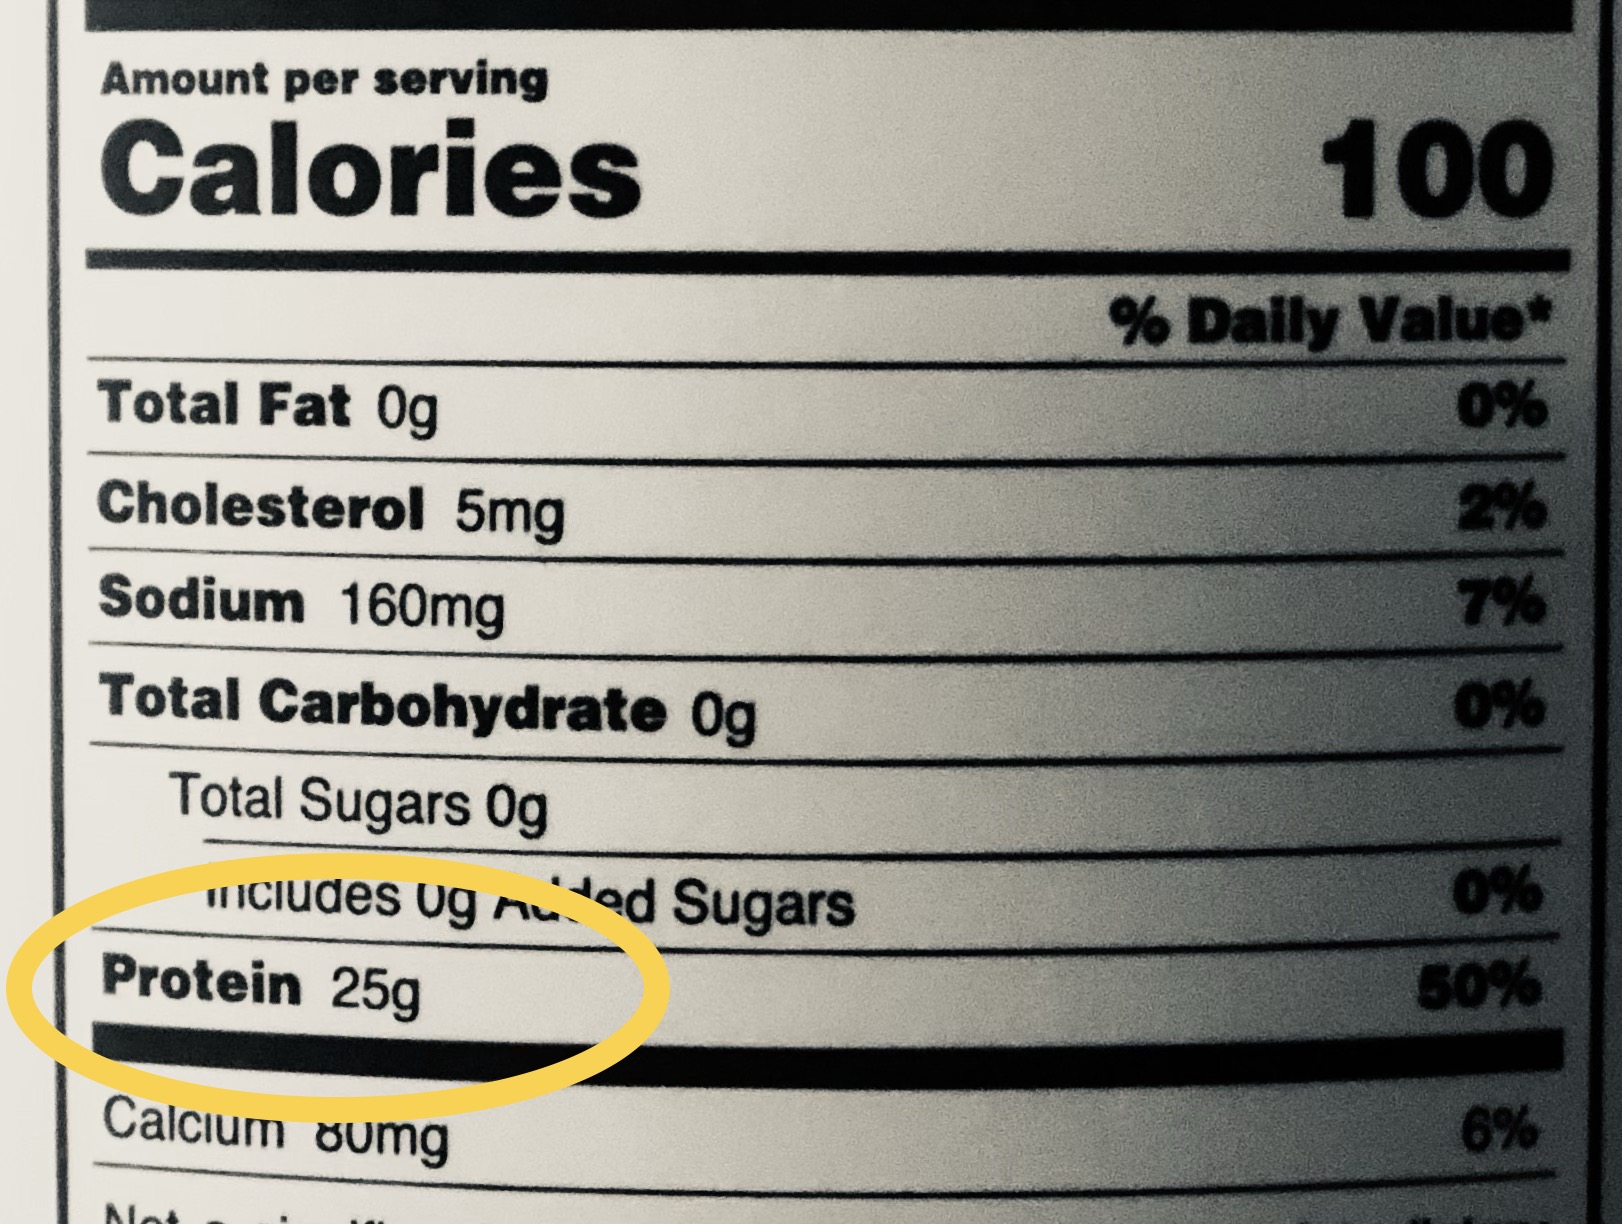 Amount per serving
Calories 100
% Daily Value*
Total Fat 0g 0%
Cholesterol 5mg 2%
Sodium 160mg 7%
Total Carbohydrate 0g 0%
Total Sugars 0g
Includes 0g Added Sugars 0%
Protein 25g 50%
Calcium 80mg 6%
Not a